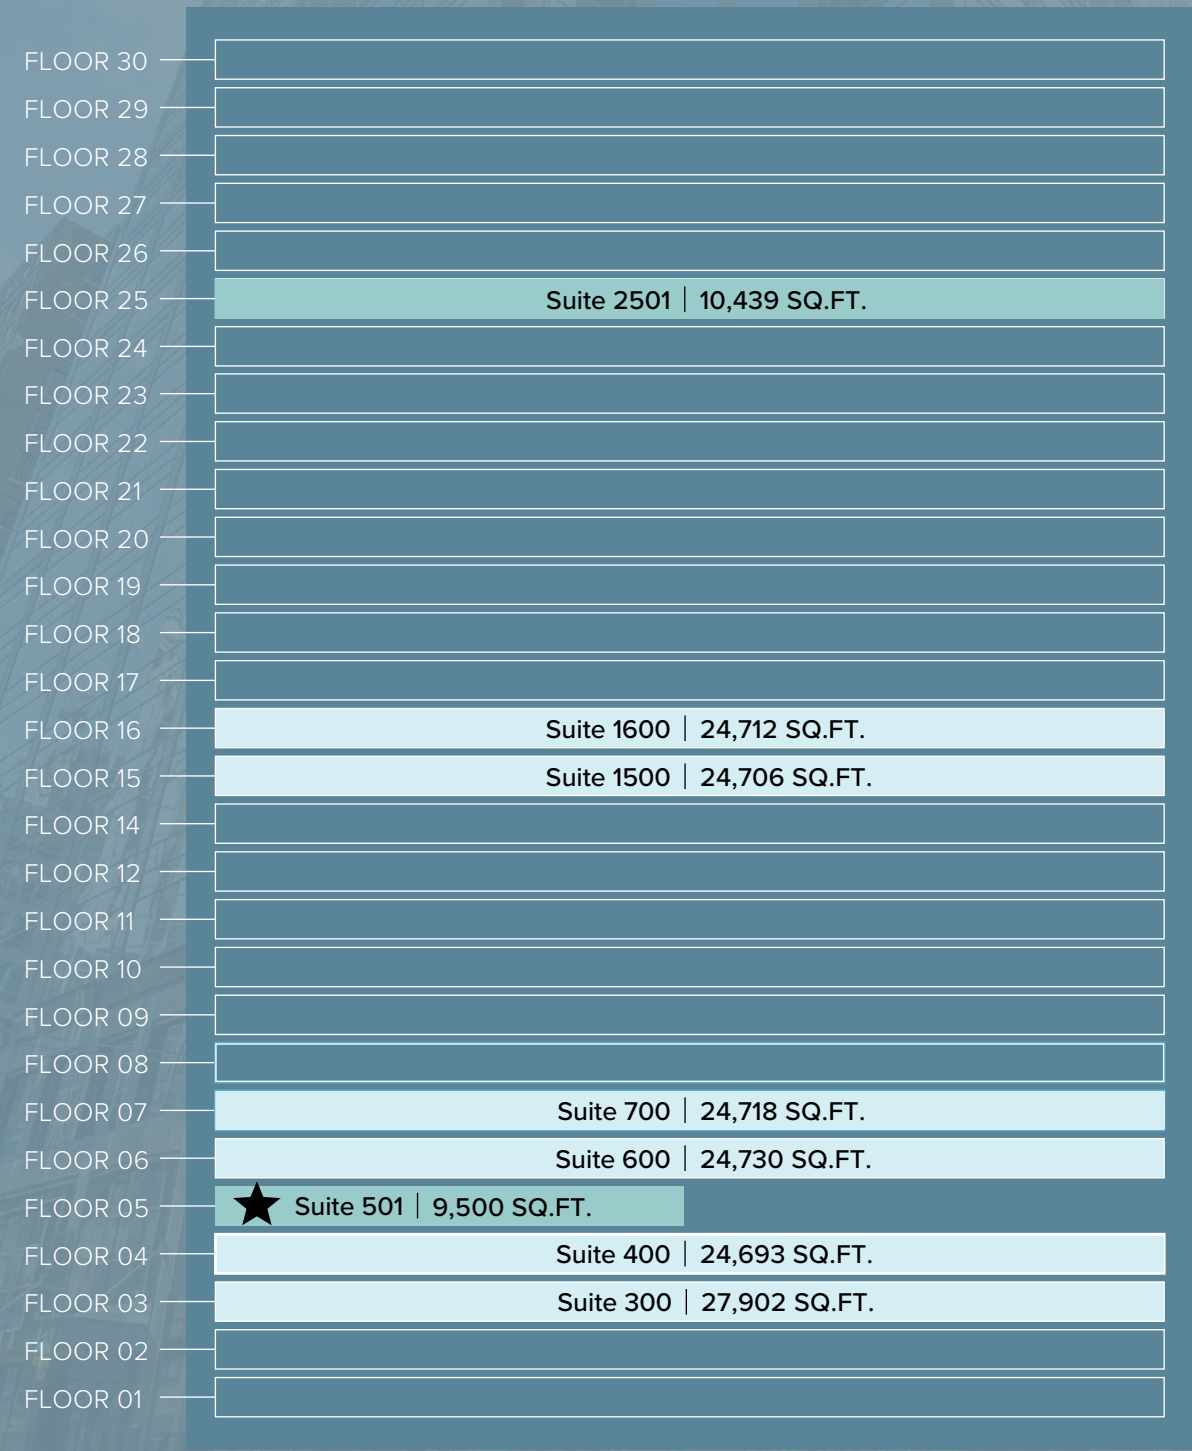 FLOOR 30
FLOOR 29
FLOOR 28
FLOOR 27
FLOOR 26
FLOOR 25 Suite 2501 | 10,439 SQ.FT.
FLOOR 24
FLOOR 23
FLOOR 22
FLOOR 21
FLOOR 20
FLOOR 19
FLOOR 18
FLOOR 17
FLOOR 16 Suite 1600 | 24,712 SQ.FT.
FLOOR 15 Suite 1500 | 24,706 SQ.FT.
FLOOR 14
FLOOR 12
FLOOR 11
FLOOR 10
FLOOR 09
FLOOR 08
FLOOR 07 Suite 700 | 24,718 SQ.FT.
FLOOR 06 Suite 600 | 24,730 SQ.FT.
FLOOR 05 Suite 501 | 9,500 SQ.FT.
FLOOR 04 Suite 400 | 24,693 SQ.FT.
FLOOR 03 Suite 300 | 27,902 SQ.FT.
FLOOR 02
FLOOR 01